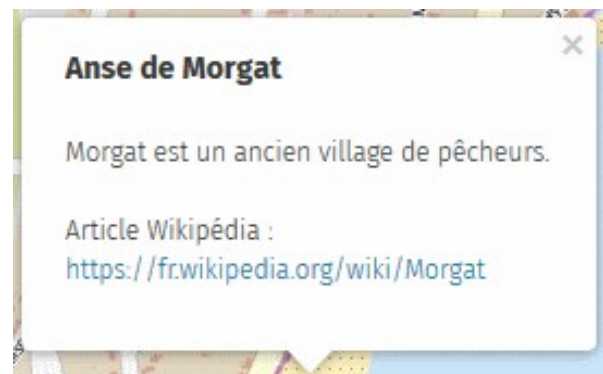 Anse de Morgat
Morgat est un ancien village de pêcheurs.
Article Wikipédia :
https://fr.wikipedia.org/wiki/Morgat